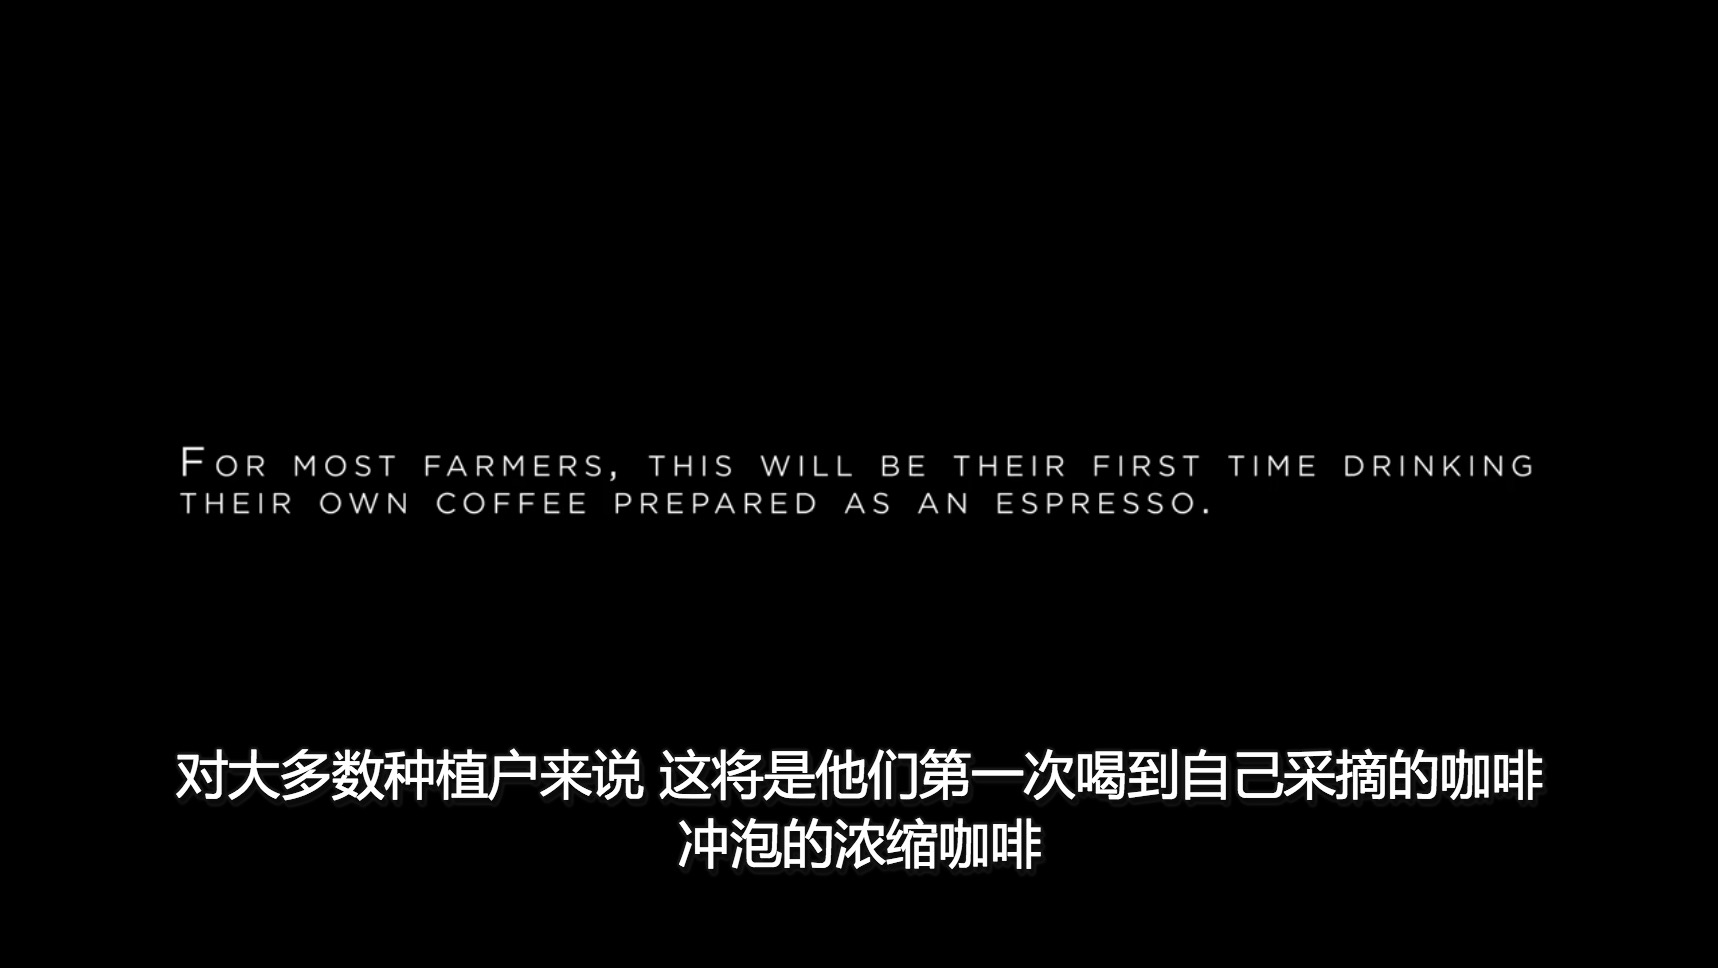 FOR MOST FARMERS, THIS WILL BE THEIR FIRST TIME DRINKING
THEIR OWN COFFEE PREPARED AS AN ESPRESSO.
对大多数种植户来说 这将是他们第一次喝到自己采摘的咖啡
冲泡的浓缩咖啡